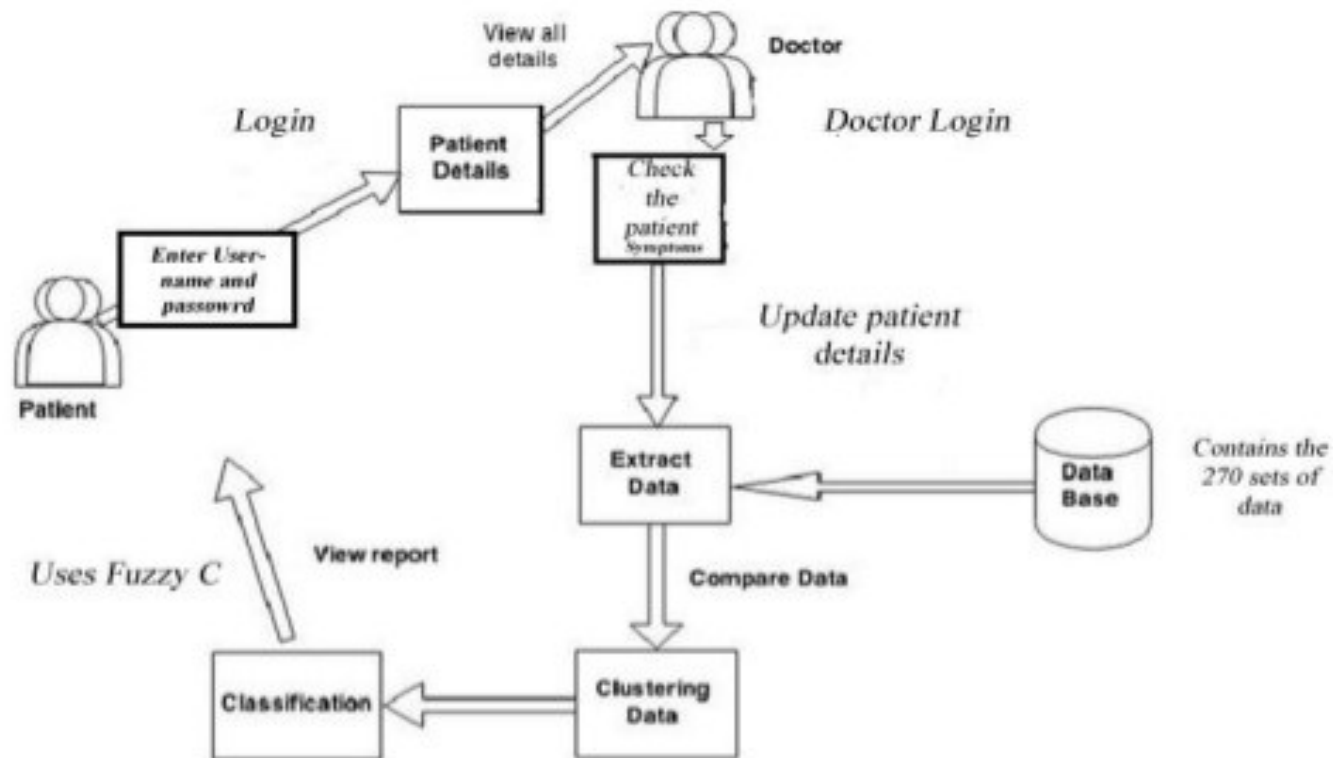 View all
details
Doctor
Login
Doctor Login
Patient
Details
Check
the
patient
Symptoms
Enter User-
name and
passowrd
Patient
Update patient
details
Extract
Data
Data
Base
Contains the
270 sets of
data
View report
Uses Fuzzy C
Compare Data
Classification
Clustering
Data